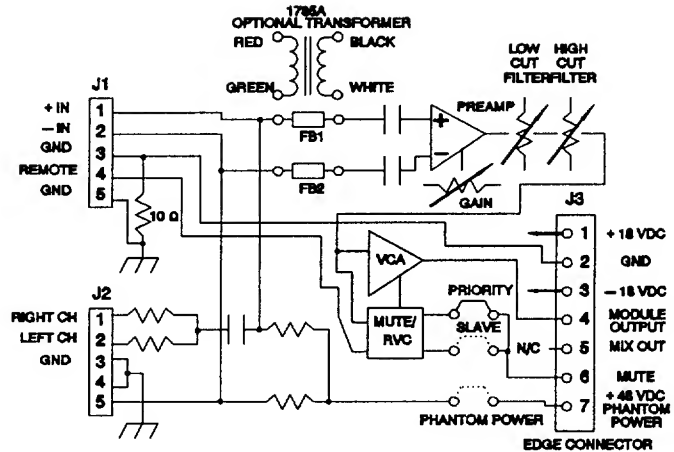 1785A
OPTIONAL TRANSFORMER
RED
BLACK
GREEN
WHITE
LOW CUT FILTER
HIGH CUT FILTER
J1
+ IN
1
− IN
2
GND
3
REMOTE
4
GND
5
10 Ω
FB1
FB2
+
−
PREAMP
GAIN
J3
1
+ 18 VDC
2
GND
3
− 18 VDC
4
MODULE OUTPUT
5
MIX OUT
6
MUTE
7
+ 48 VDC PHANTOM POWER
VCA
MUTE/
RVC
PRIORITY
SLAVE
N/C
J2
RIGHT CH
1
LEFT CH
2
GND
3
4
5
PHANTOM POWER
EDGE CONNECTOR